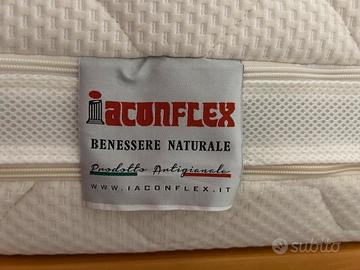 iaconflex
BENESSERE NATURALE
Prodotto Artigianale
WWW.IACONFLEX.IT
subito